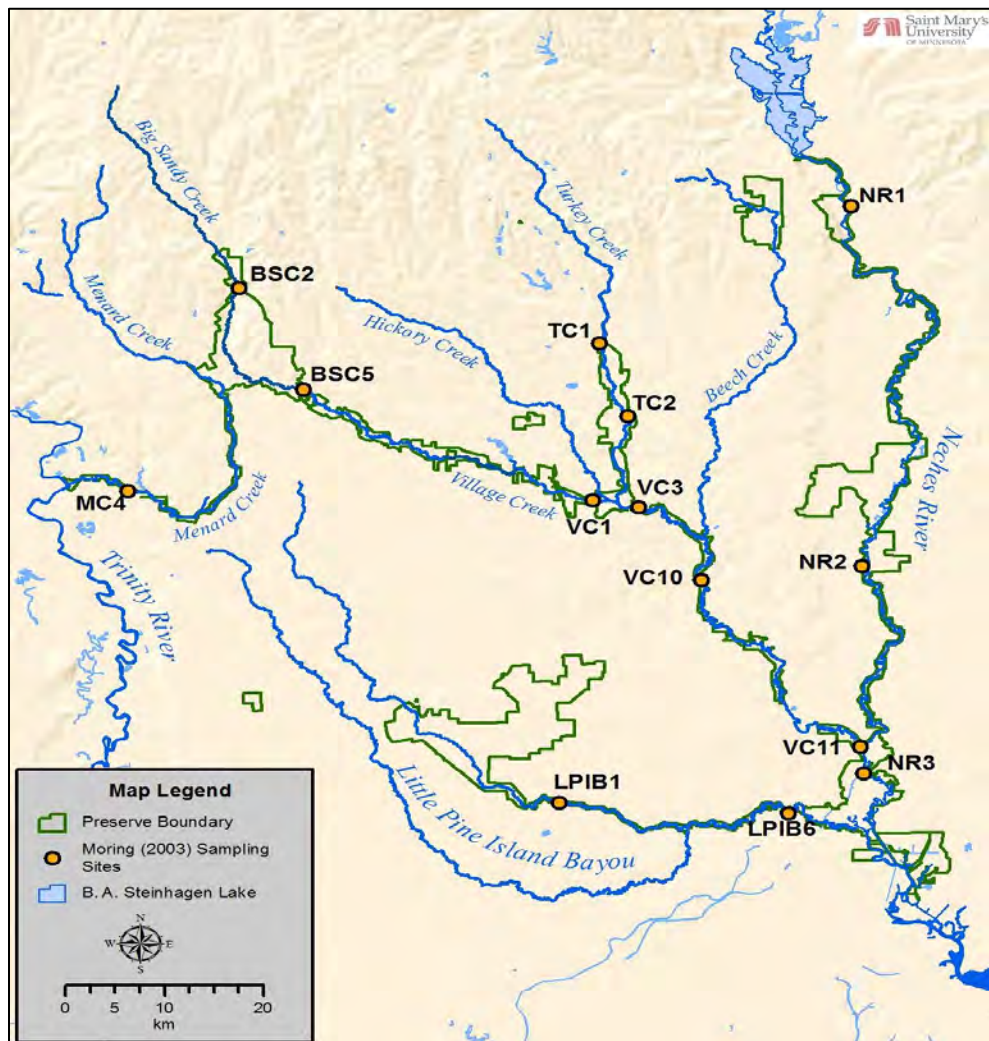 Saint Mary's
University
OF MINNESOTA
Big Sandy Creek
Turkey Creek
NR1
BSC2
Menard Creek
Hickory Creek
TC1
Beech Creek
BSC5
TC2
Neches River
MC4
Menard Creek
Village Creek
VC1
VC3
Trinity River
VC10
NR2
VC11
NR3
Little Pine Island Bayou
LPIB1
LPIB6
Map Legend
Preserve Boundary
Moring (2003) Sampling
Sites
B. A. Steinhagen Lake
N
W
E
S
0 5 10 20
km